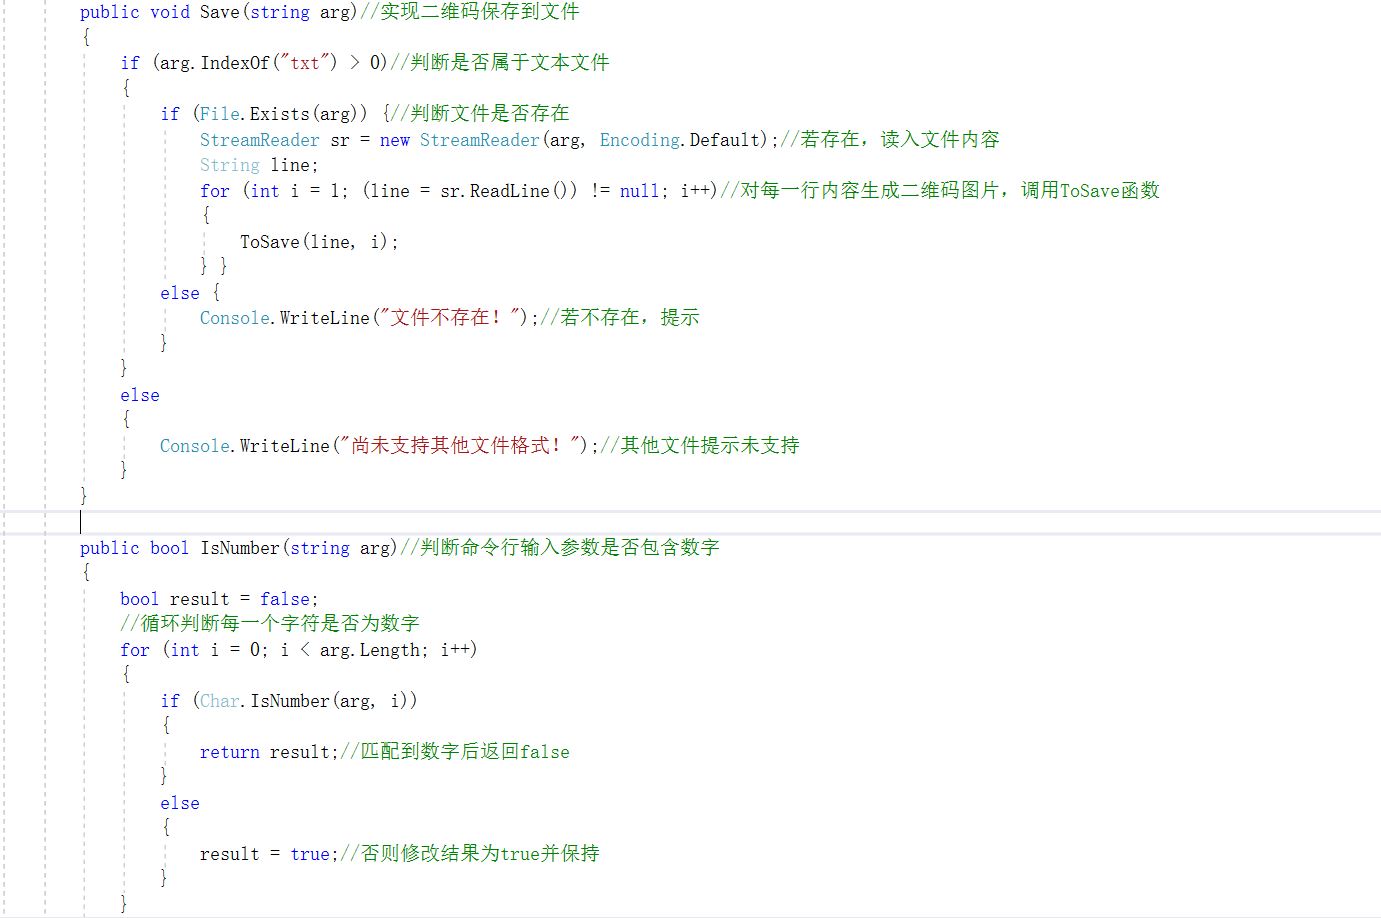 public void Save(string arg)//实现二维码保存到文件
{
if (arg.IndexOf("txt") > 0)//判断是否属于文本文件
{
if (File.Exists(arg)) {//判断文件是否存在
StreamReader sr = new StreamReader(arg, Encoding.Default);//若存在，读入文件内容
String line;
for (int i = 1; (line = sr.ReadLine()) != null; i++)//对每一行内容生成二维码图片，调用ToSave函数
{
ToSave(line, i);
} }
else {
Console.WriteLine("文件不存在！");//若不存在，提示
}
}
else
{
Console.WriteLine("尚未支持其他文件格式！");//其他文件提示未支持
}
}
public bool IsNumber(string arg)//判断命令行输入参数是否包含数字
{
bool result = false;
//循环判断每一个字符是否为数字
for (int i = 0; i < arg.Length; i++)
{
if (Char.IsNumber(arg, i))
{
return result;//匹配到数字后返回false
}
else
{
result = true;//否则修改结果为true并保持
}
}